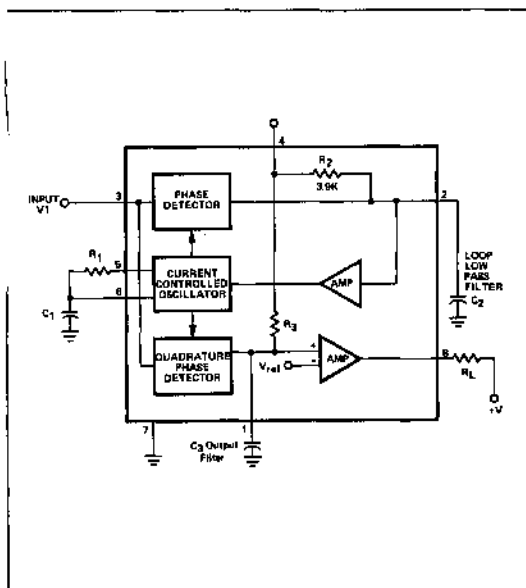 4
R2
3.9K
INPUT
V1
3
PHASE
DETECTOR
2
R1
5
6
CURRENT
CONTROLLED
OSCILLATOR
AMP
LOOP
LOW
PASS
FILTER
C2
C1
R3
QUADRATURE
PHASE
DETECTOR
+
-
Vref
AMP
8
RL
+V
7
1
C3 Output
Filter